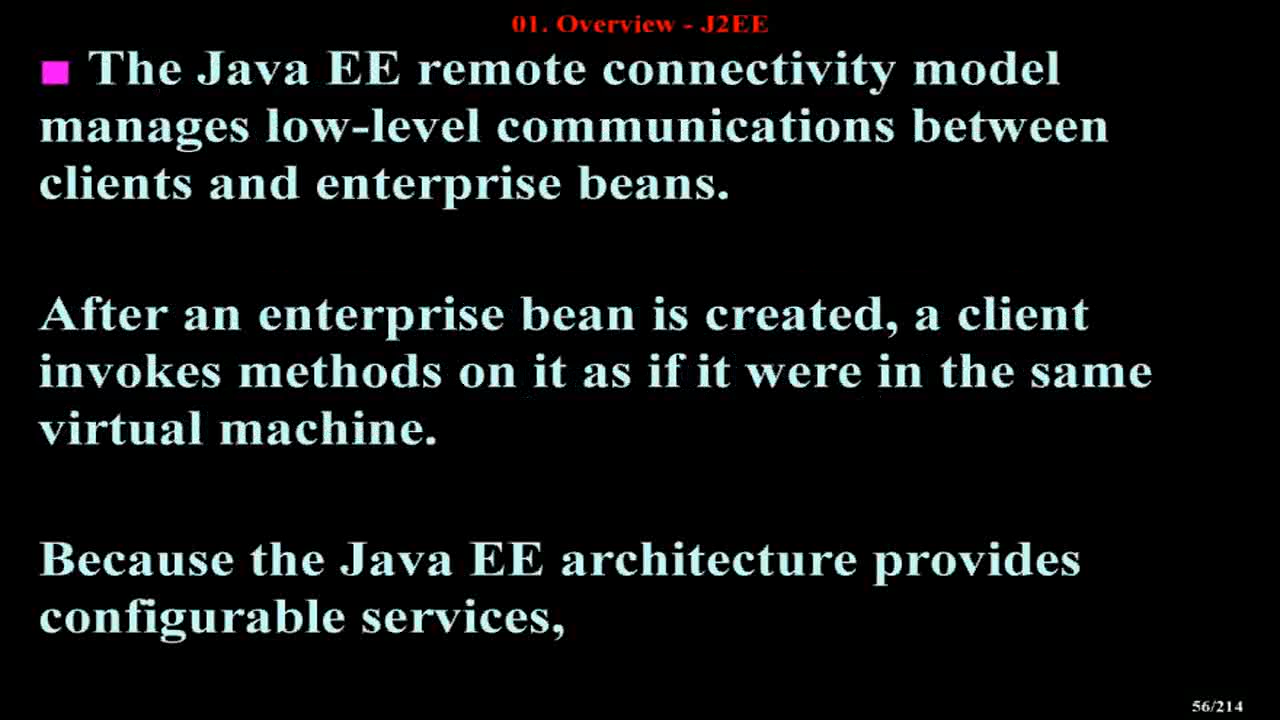 01. Overview - J2EE
The Java EE remote connectivity model
manages low-level communications between
clients and enterprise beans.
After an enterprise bean is created, a client
invokes methods on it as if it were in the same
virtual machine.
Because the Java EE architecture provides
configurable services,
56/214